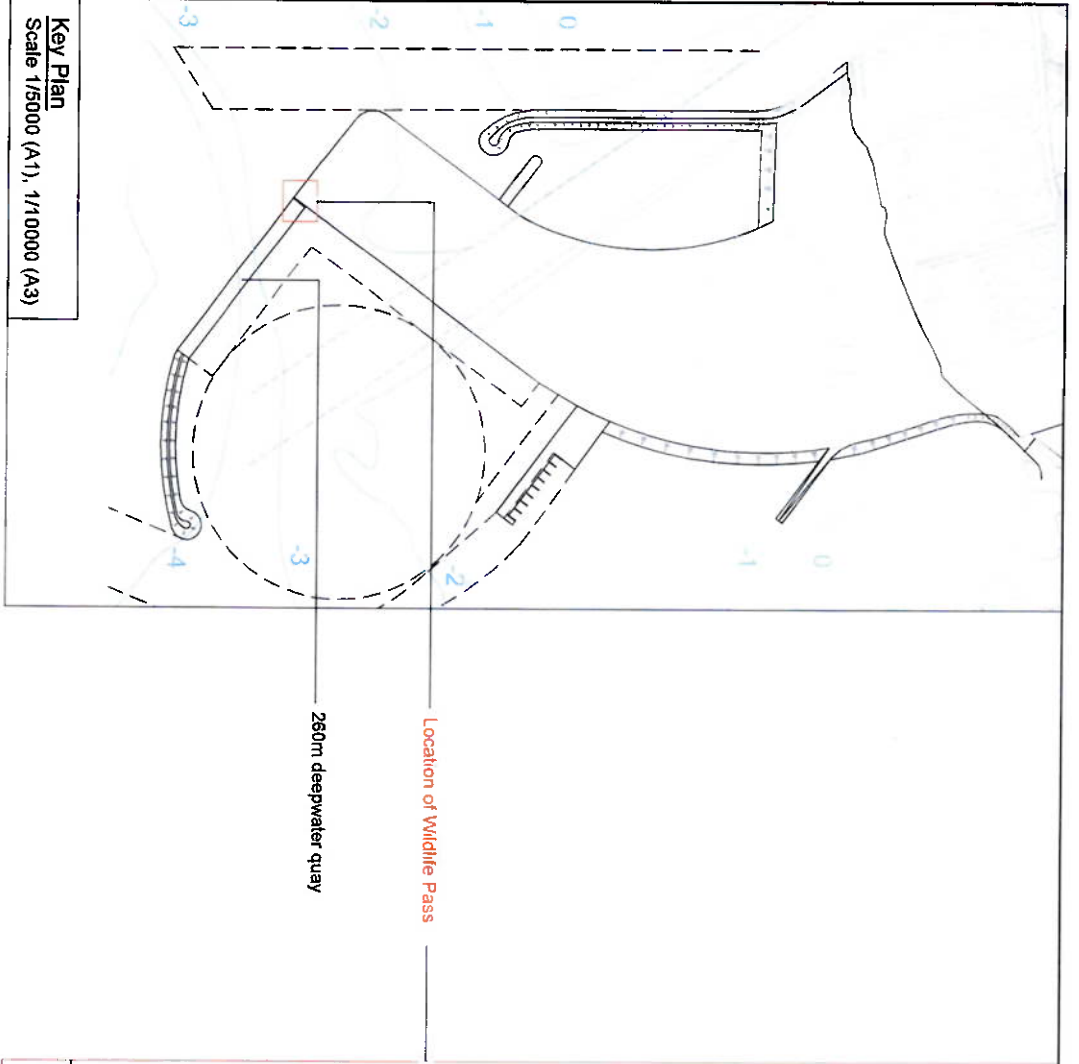 -3
-2
-1
0
Key Plan
Scale 1/5000 (A1), 1/10000 (A3)
-4
-3
-2
-1
0
Location of Wildlife Pass
260m deepwater quay